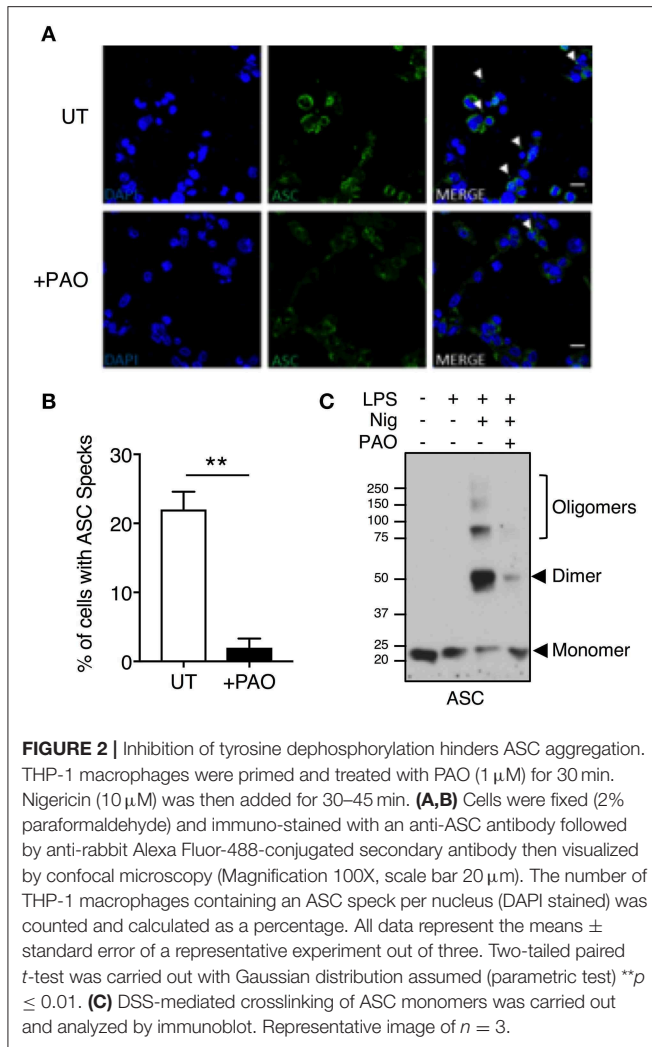 A
UT
DAPI
ASC
MERGE
+PAO
DAPI
ASC
MERGE
B
% of cells with ASC Specks
30
20
10
0
**
UT
+PAO
C
LPS - + + +
Nig - - + +
PAO - - - +
250
150
100
75
50
37
25
20
Oligomers
Dimer
Monomer
ASC
FIGURE 2 | Inhibition of tyrosine dephosphorylation hinders ASC aggregation.
THP-1 macrophages were primed and treated with PAO (1 μM) for 30 min.
Nigericin (10 μM) was then added for 30–45 min. (A,B) Cells were fixed (2%
paraformaldehyde) and immuno-stained with an anti-ASC antibody followed
by anti-rabbit Alexa Fluor-488-conjugated secondary antibody then visualized
by confocal microscopy (Magnification 100X, scale bar 20 μm). The number of
THP-1 macrophages containing an ASC speck per nucleus (DAPI stained) was
counted and calculated as a percentage. All data represent the means ±
standard error of a representative experiment out of three. Two-tailed paired
t-test was carried out with Gaussian distribution assumed (parametric test) **p
≤ 0.01. (C) DSS-mediated crosslinking of ASC monomers was carried out
and analyzed by immunoblot. Representative image of n = 3.